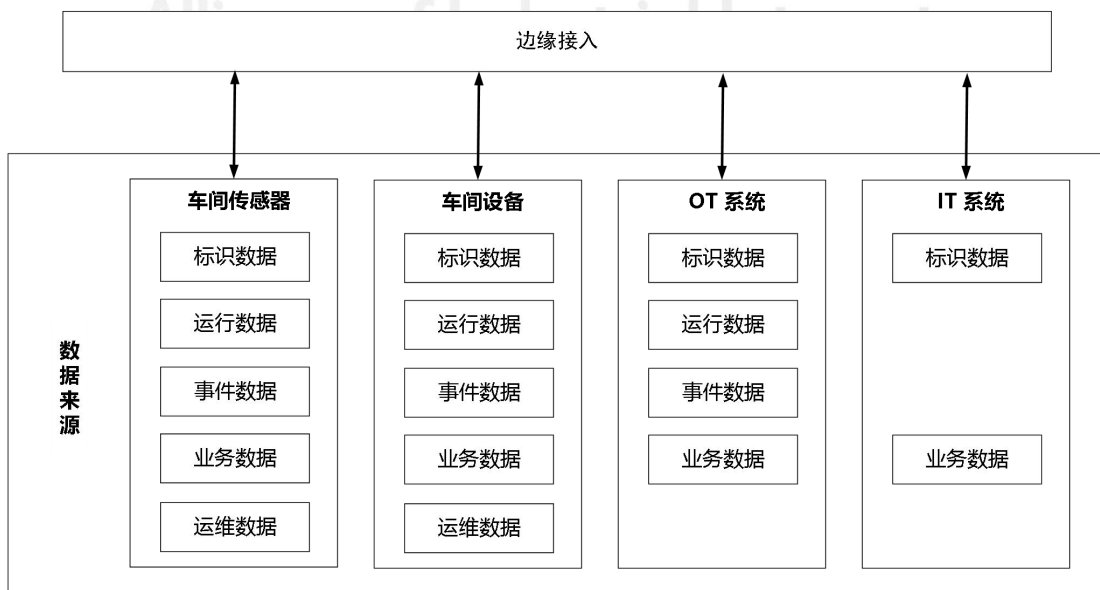 Alliance of Industrial Internet
边缘接入
车间传感器
标识数据
运行数据
事件数据
业务数据
运维数据
车间设备
标识数据
运行数据
事件数据
业务数据
运维数据
OT 系统
标识数据
运行数据
事件数据
业务数据
IT 系统
标识数据
业务数据
数据来源